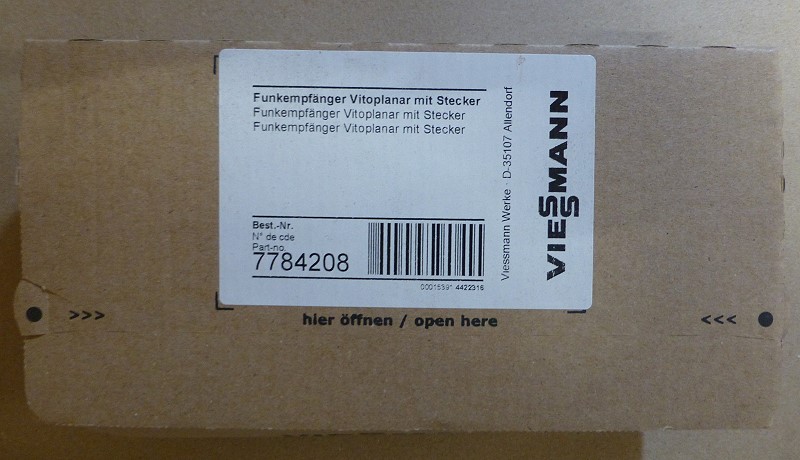 Funkempfänger Vitoplanar mit Stecker
Funkempfänger Vitoplanar mit Stecker
Funkempfänger Vitoplanar mit Stecker
Best.-Nr.
N° de cde
Part-no.
7784208
4422316
Viessmann Werke · D-35107 Allendorf
VIESSMANN
>>>
hier öffnen / open here
<<<